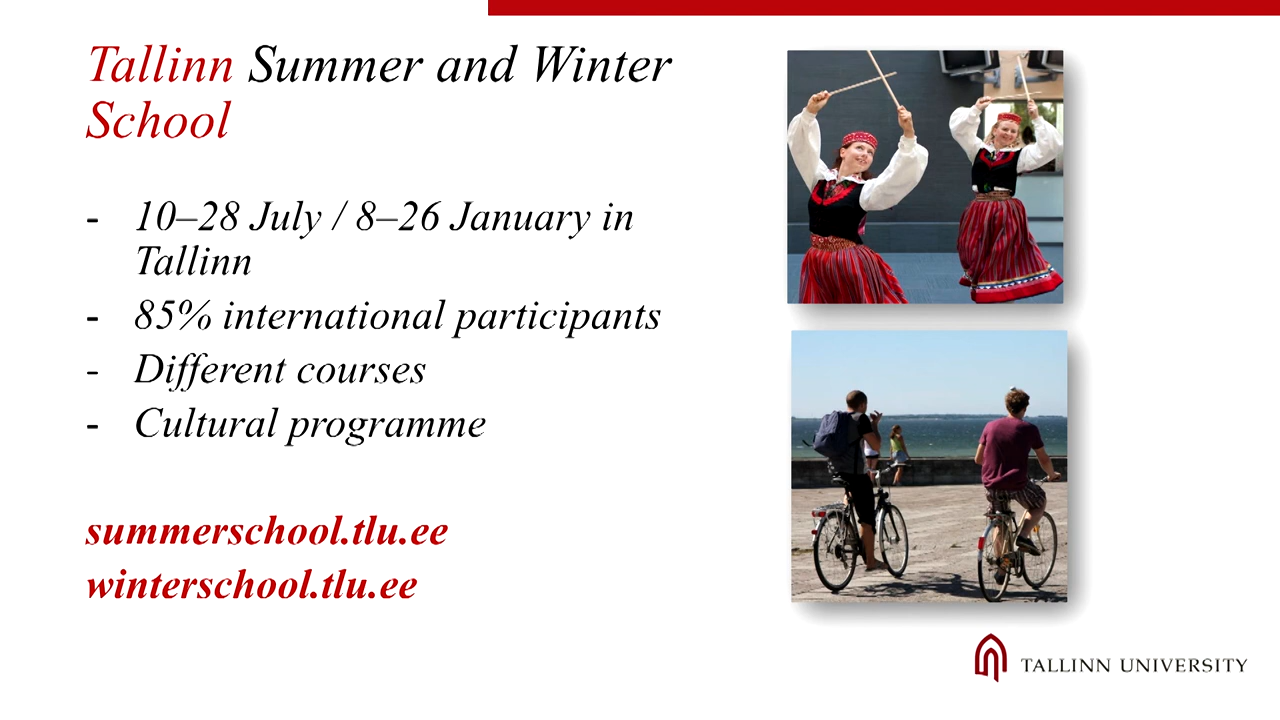 Tallinn Summer and Winter
School
- 10–28 July / 8–26 January in
Tallinn
- 85% international participants
- Different courses
- Cultural programme
summerschool.tlu.ee
winterschool.tlu.ee
TALLINN UNIVERSITY